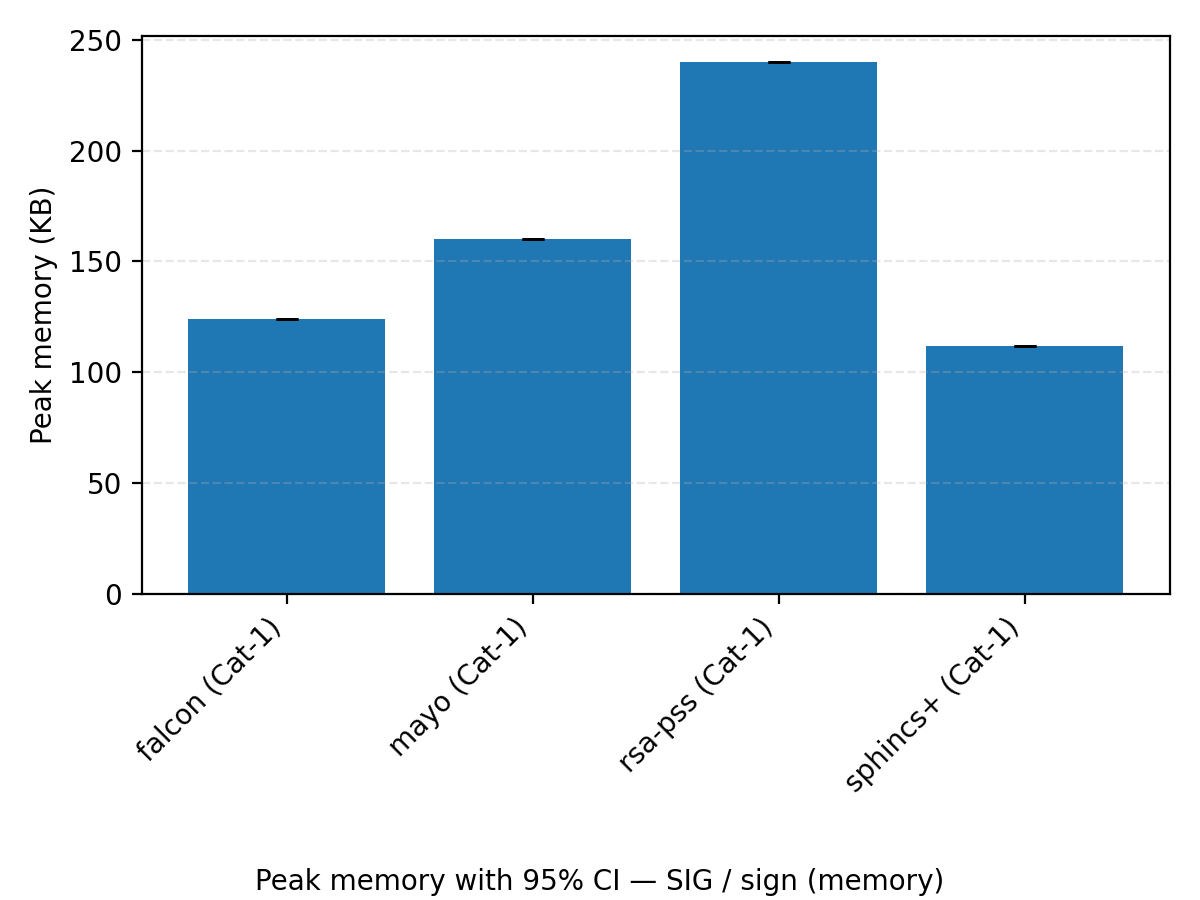 250
200
150
100
50
0
Peak memory (KB)
falcon (Cat-1)
mayo (Cat-1)
rsa-pss (Cat-1)
sphincs+ (Cat-1)
Peak memory with 95% CI — SIG / sign (memory)